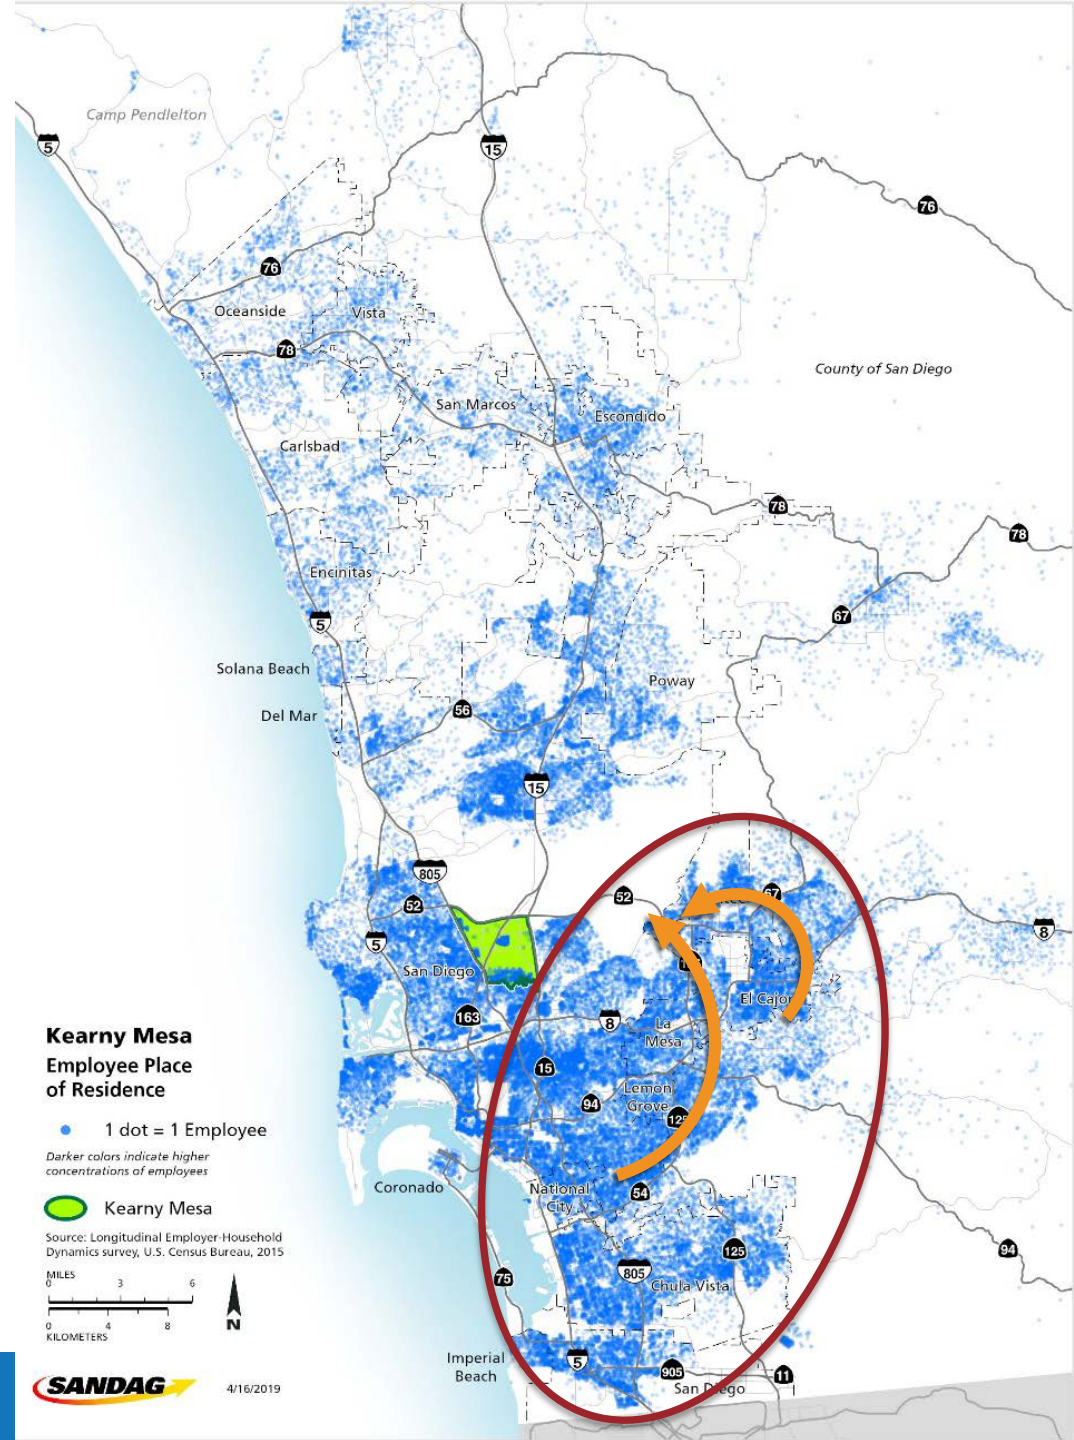 Camp Pendlelton
5
15
76
76
Oceanside
Vista
78
County of San Diego
San Marcos
Escondido
Carlsbad
78
78
Encinitas
67
5
Solana Beach
Poway
56
Del Mar
15
805
52
52
67
8
5
San Diego
El Cajon
163
8
La
Mesa
15
94
Lemon
Grove
125
Coronado
National
City
54
125
94
805
75
Chula Vista
Imperial
Beach
5
905
San Diego
11
Kearny Mesa
Employee Place
of Residence
1 dot = 1 Employee
Darker colors indicate higher
concentrations of employees
Kearny Mesa
Source: Longitudinal Employer-Household
Dynamics survey, U.S. Census Bureau, 2015
MILES
0 3 6
0 4 8
KILOMETERS
N
SANDAG
4/16/2019